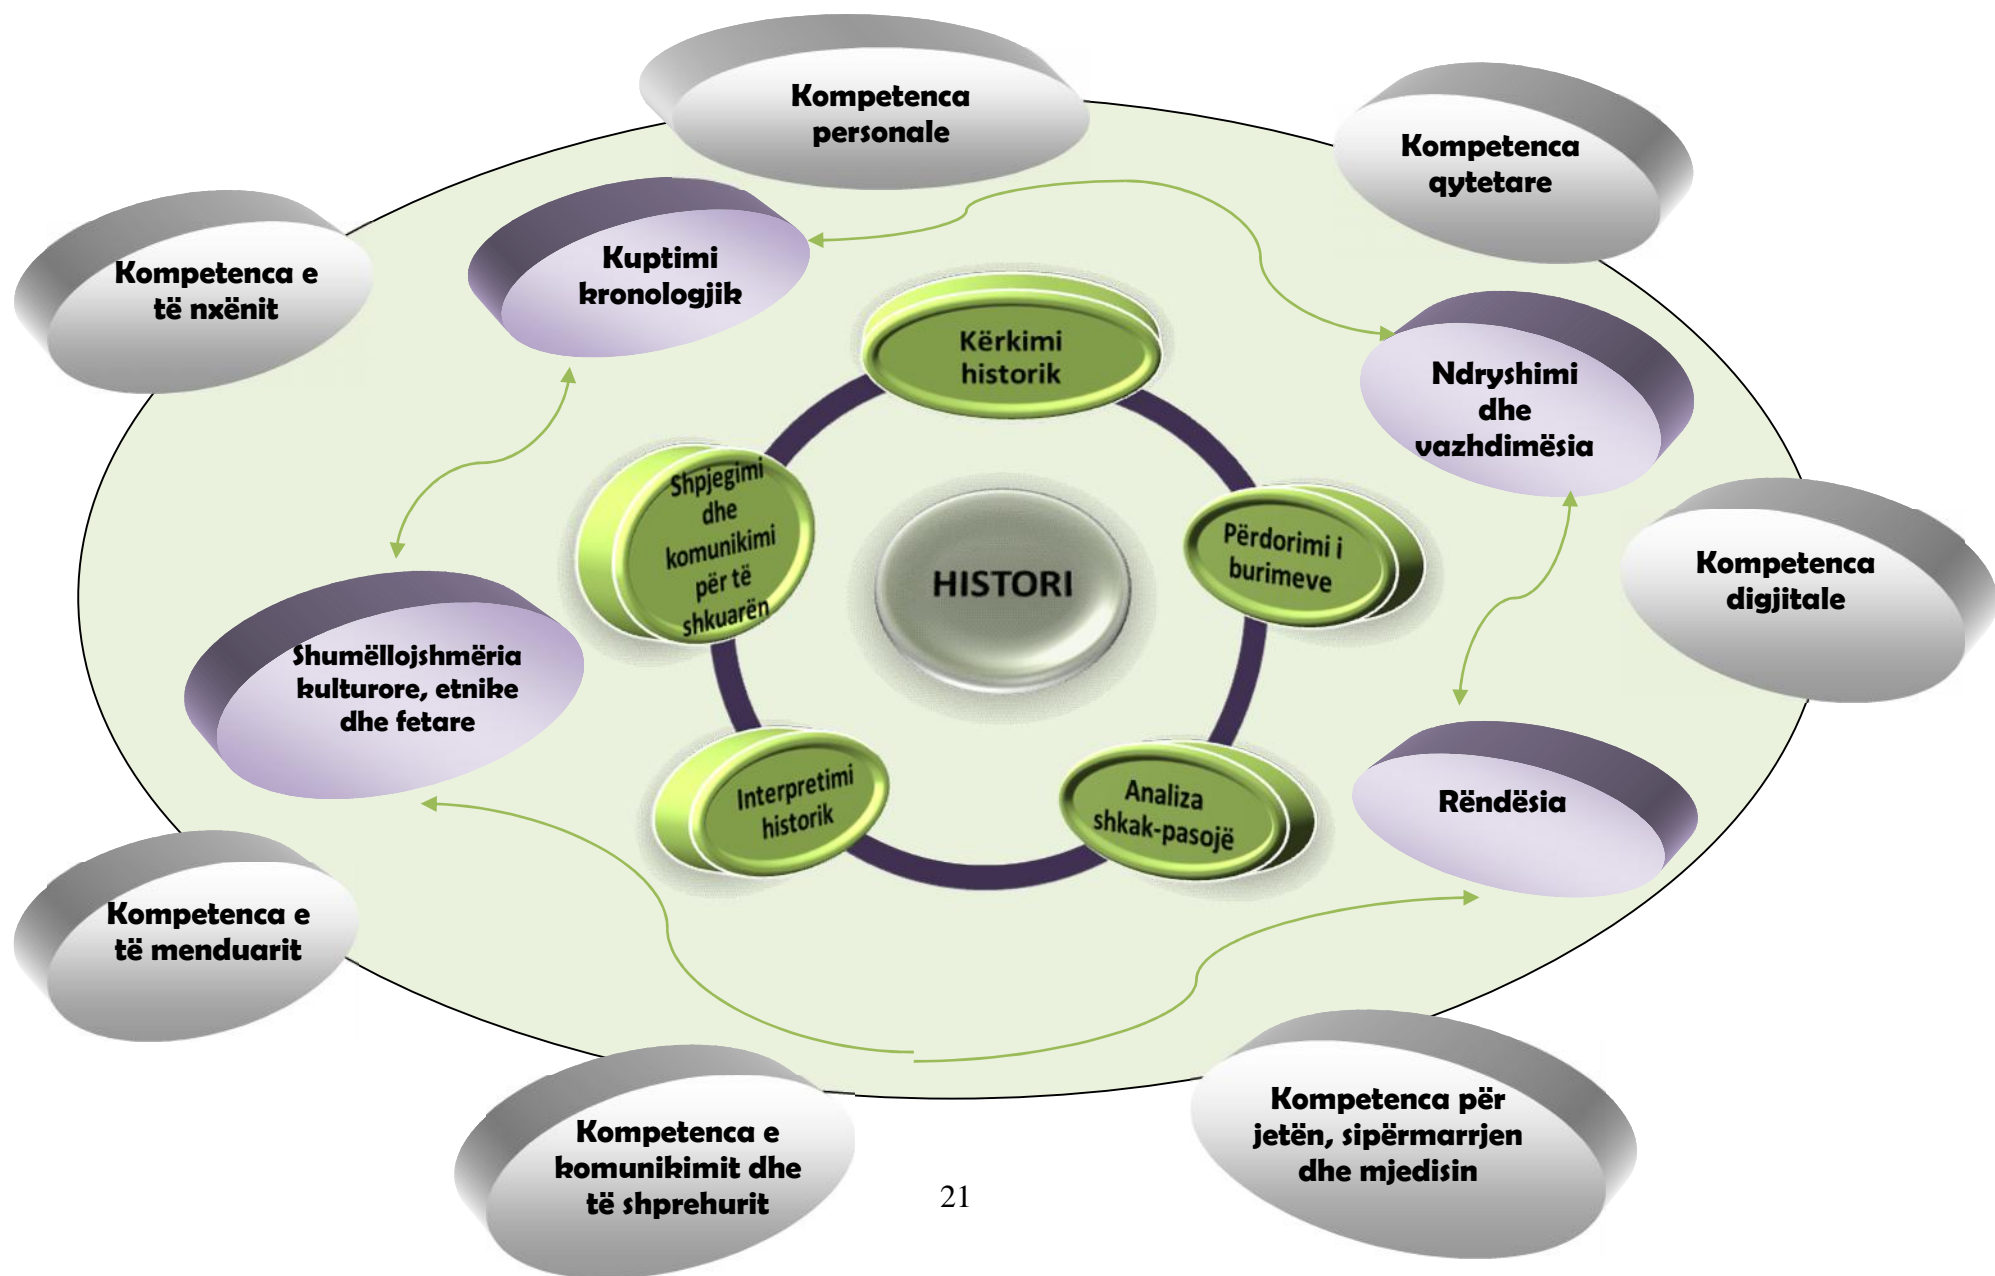 Kompetenca
personale
Kompetenca
qytetare
Kompetenca e
të nxënit
Kuptimi
kronologjik
Kërkimi
historik
Ndryshimi
dhe
vazhdimësia
Shpjegimi
dhe
komunikimi
për të
shkuarën
HISTORI
Përdorimi i
burimeve
Kompetenca
digjitale
Shumëllojshmëria
kulturore, etnike
dhe fetare
Interpretimi
historik
Analiza
shkak-pasojë
Rëndësia
Kompetenca e
të menduarit
Kompetenca e
komunikimit dhe
të shprehurit
Kompetenca për
jetën, sipërmarrjen
dhe mjedisin
21